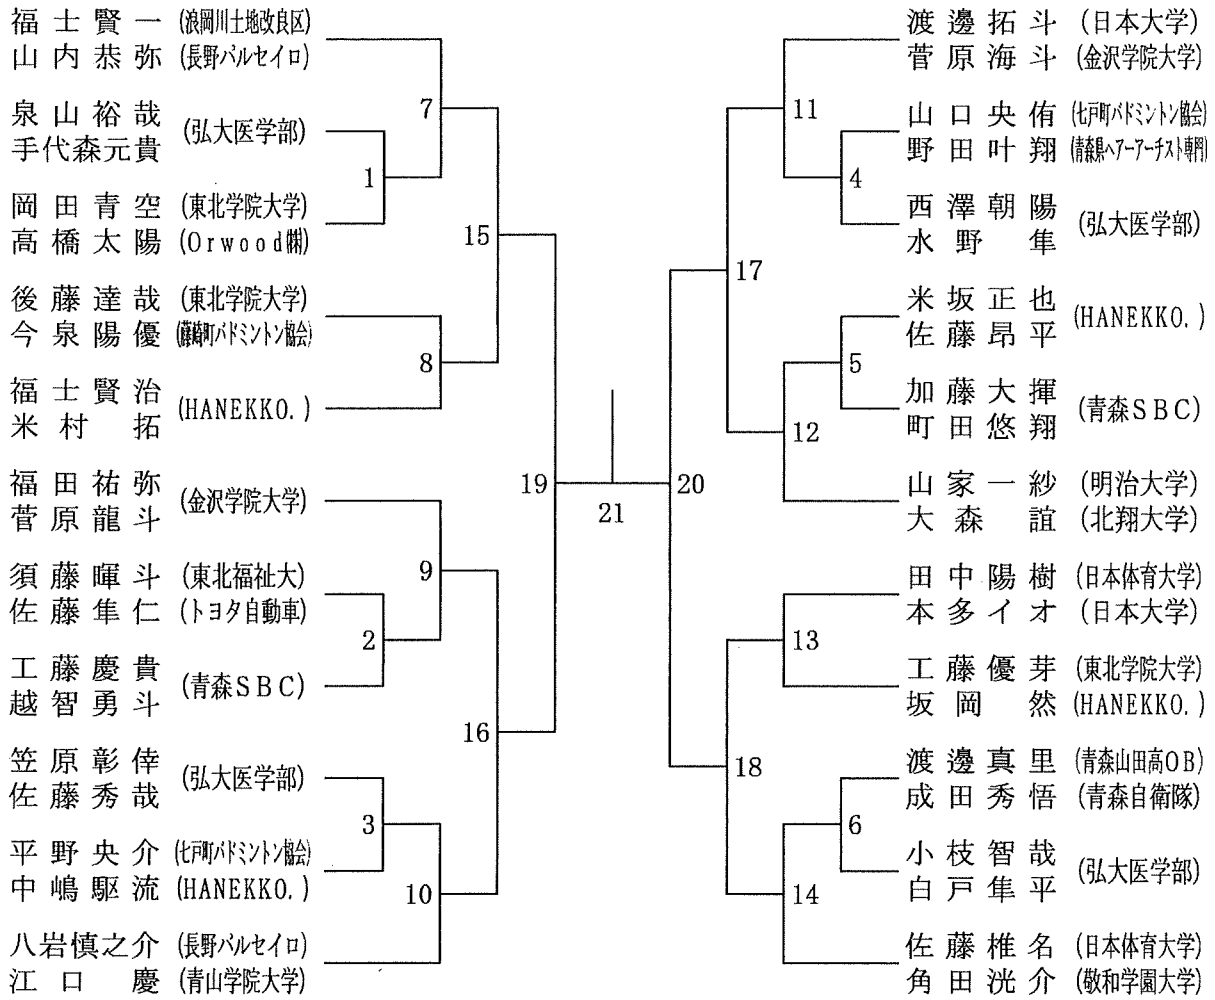 福士賢一 (浪岡川土地改良区)
山内恭弥 (長野パルセイロ)
泉山裕哉
手代森元貴
(弘大医学部)
岡田青空 (東北学院大学)
高橋太陽 (Orwood㈱)
後藤達哉 (東北学院大学)
今泉陽優
福士賢治
米村拓
(HANEKKO.)
福田祐弥
菅原龍斗
(金沢学院大学)
須藤暉斗 (東北福祉大)
佐藤隼仁 (トヨタ自動車)
工藤慶貴
越智勇斗
(青森SBC)
笠原彰倖
佐藤秀哉
(弘大医学部)
平野央介 (七戸町バドミントン協会)
中嶋駆流 (HANEKKO.)
八岩慎之介 (長野パルセイロ)
江口慶 (青山学院大学)
1
2
3
7
8
9
10
15
16
19
21
20
17
18
11
12
13
14
4
5
6
渡邊拓斗 (日本大学)
菅原海斗 (金沢学院大学)
山口央侑 (七戸町バドミントン協会)
野田叶翔 (青森県ヘアーアーチスト専門)
西澤朝陽
水野隼
(弘大医学部)
米坂正也
佐藤昂平
(HANEKKO.)
加藤大揮
町田悠翔
(青森SBC)
山家一紗 (明治大学)
大森誼 (北翔大学)
田中陽樹 (日本体育大学)
本多イオ (日本大学)
工藤優芽 (東北学院大学)
坂岡然 (HANEKKO.)
渡邊真里 (青森山田高OB)
成田秀悟 (青森自衛隊)
小枝智哉
白戸隼平
(弘大医学部)
佐藤椎名 (日本体育大学)
角田洸介 (敬和学園大学)